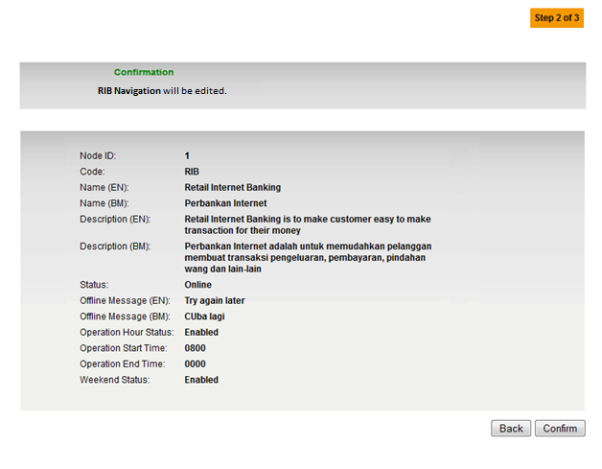 Step 2 of 3
Confirmation
RIB Navigation will be edited.
Node ID: 1
Code: RIB
Name (EN): Retail Internet Banking
Name (BM): Perbankan Internet
Description (EN): Retail Internet Banking is to make customer easy to make
transaction for their money
Description (BM): Perbankan Internet adalah untuk memudahkan pelanggan
membuat transaksi pengeluaran, pembayaran, pindahan
wang dan lain-lain
Status: Online
Offline Message (EN): Try again later
Offline Message (BM): CUba lagi
Operation Hour Status: Enabled
Operation Start Time: 0800
Operation End Time: 0000
Weekend Status: Enabled
Back Confirm